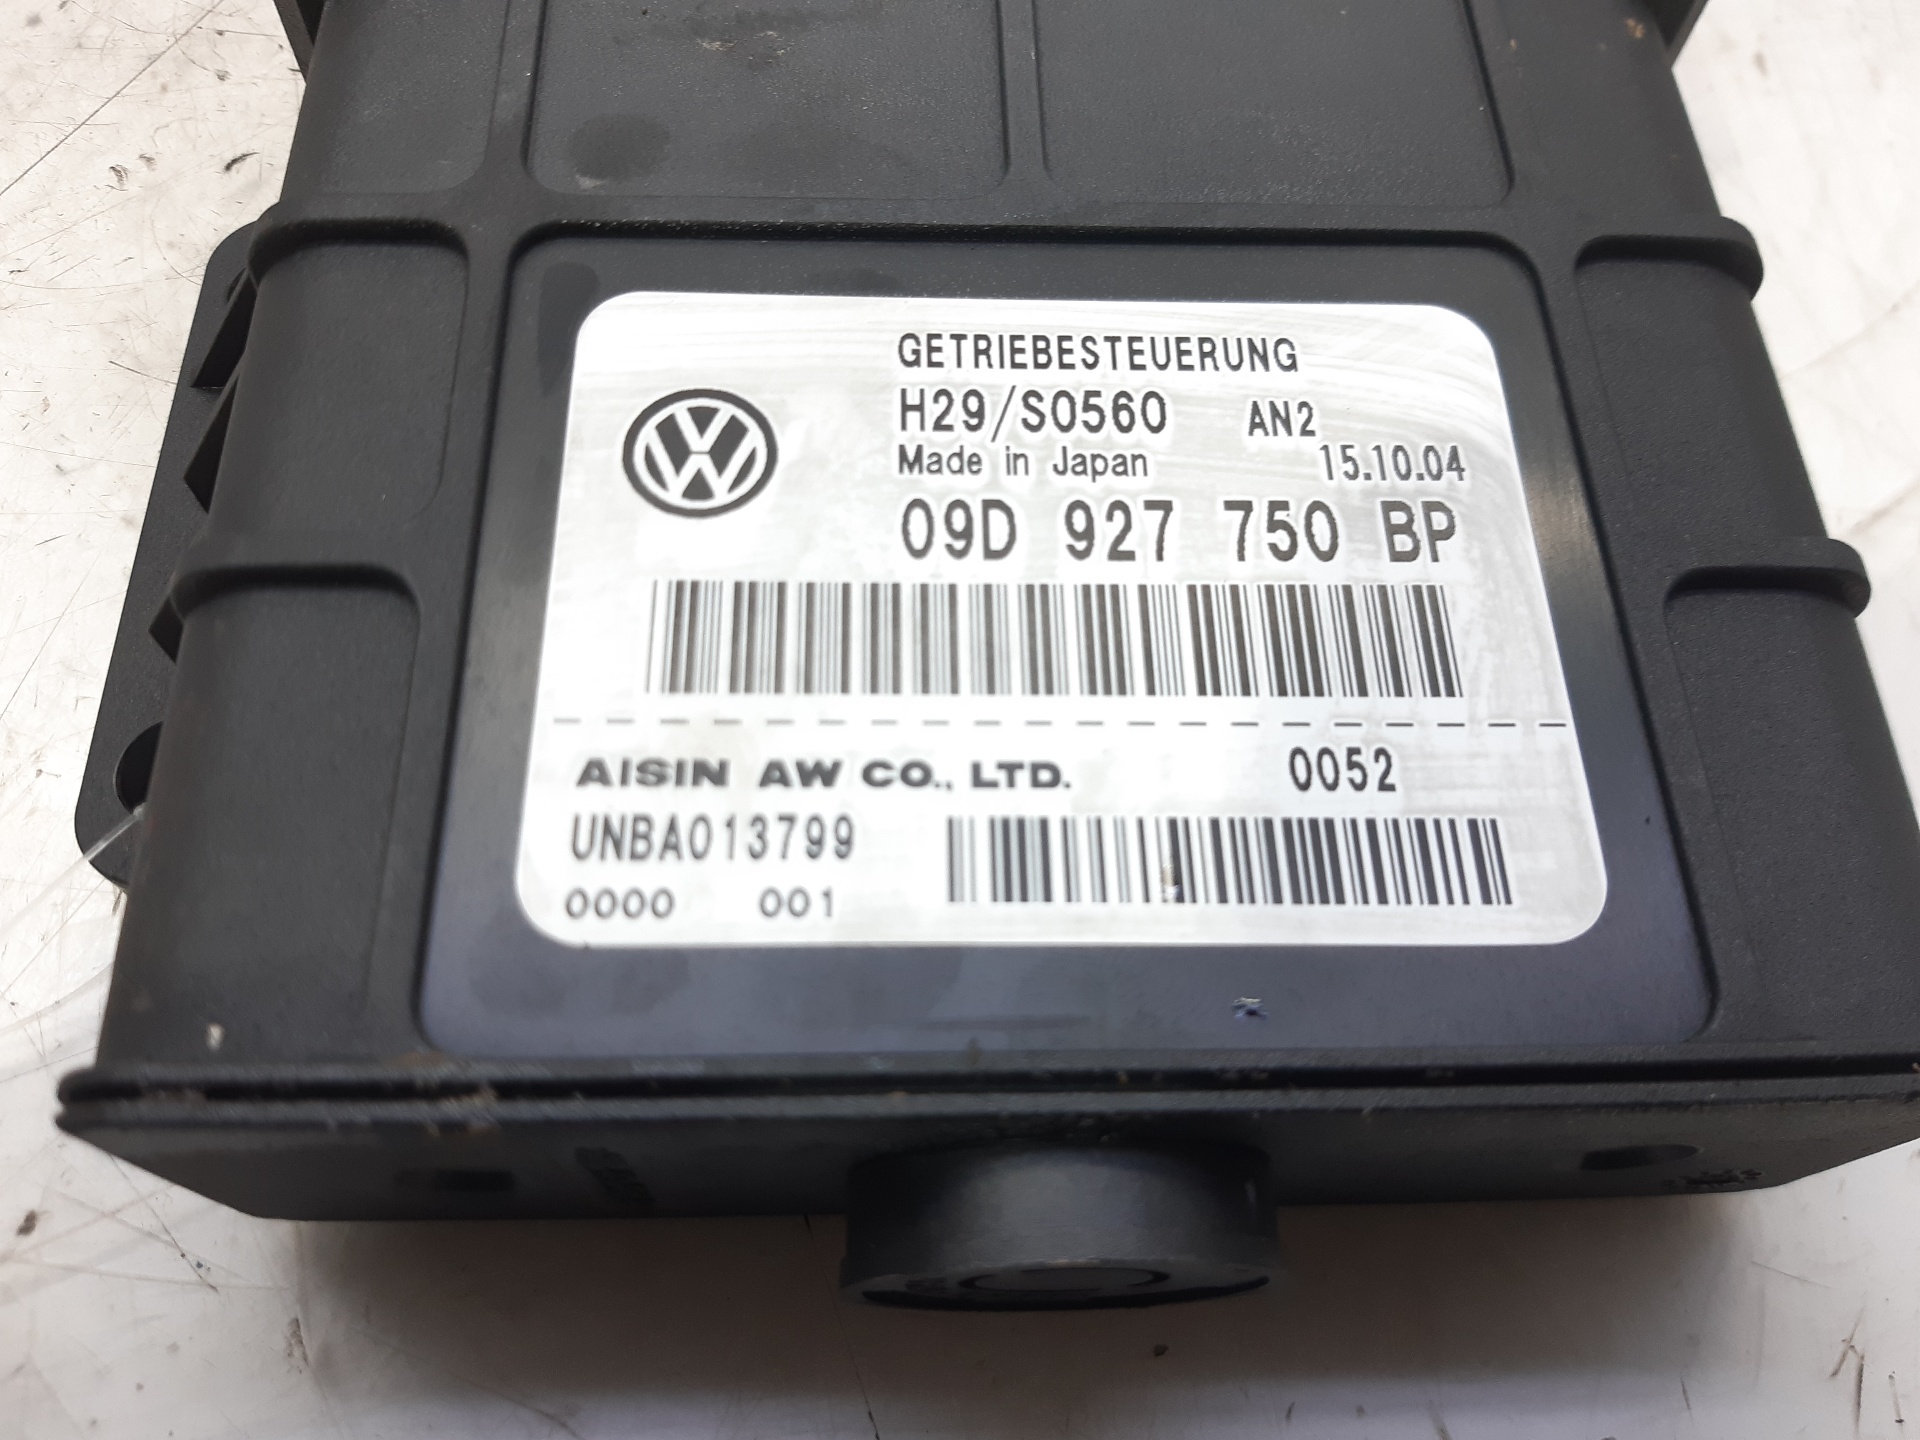 GETRIEBESTEUERUNG
H29/S0560 AN2
Made in Japan 15.10.04
09D 927 750 BP
AISIN AW CO., LTD. 0052
UNBA013799
0000 001